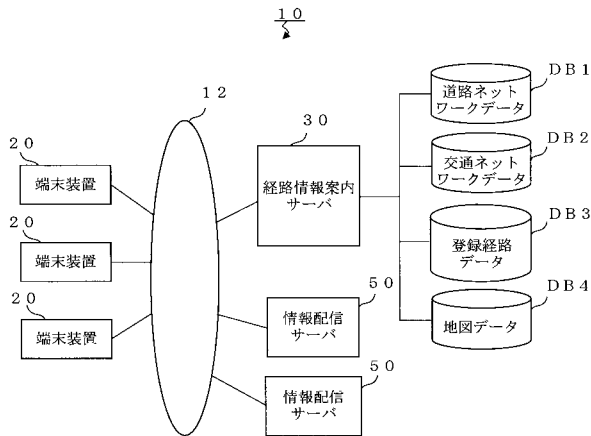 １０
１２
２０
端末装置
２０
端末装置
２０
端末装置
３０
経路情報案内
サーバ
５０
情報配信
サーバ
５０
情報配信
サーバ
ＤＢ１
道路ネット
ワークデータ
ＤＢ２
交通ネット
ワークデータ
ＤＢ３
登録経路
データ
ＤＢ４
地図データ